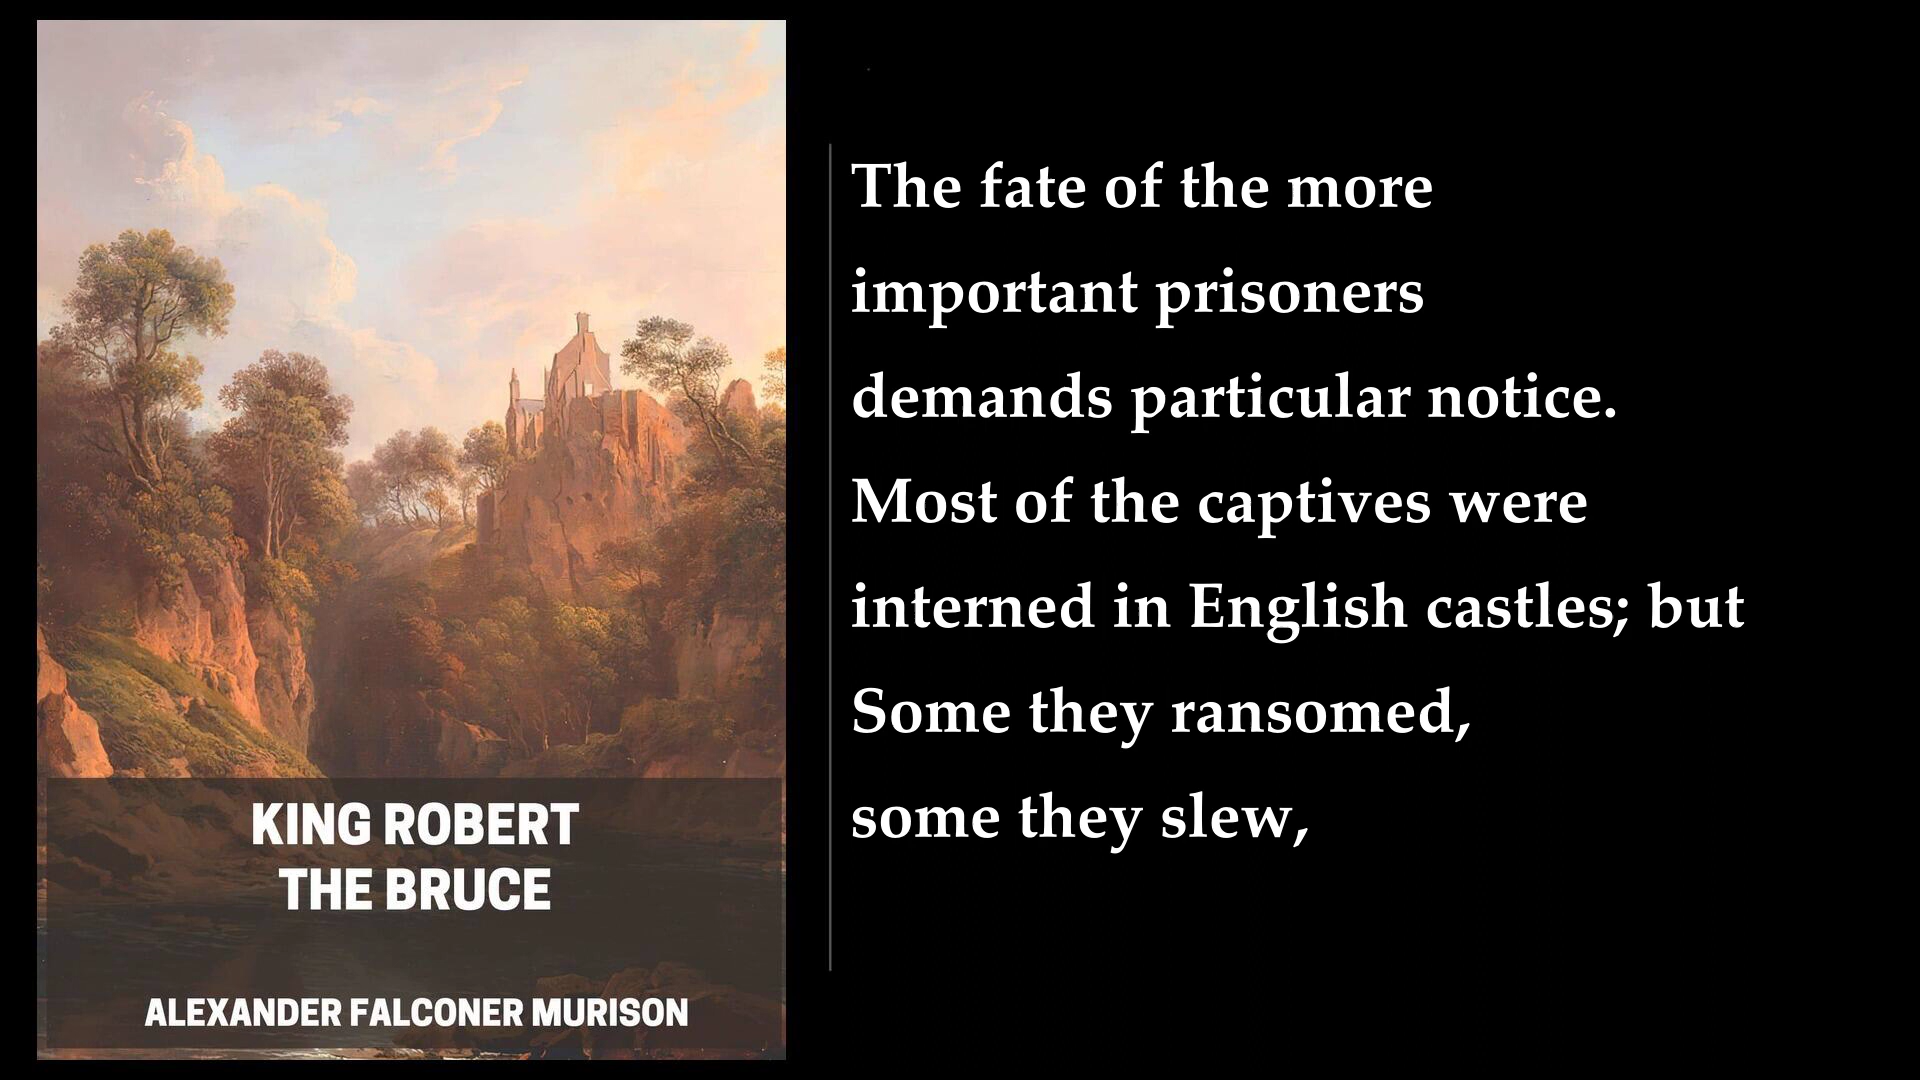 KING ROBERT
THE BRUCE
ALEXANDER FALCONER MURISON
The fate of the more
important prisoners
demands particular notice.
Most of the captives were
interned in English castles; but
Some they ransomed,
some they slew,